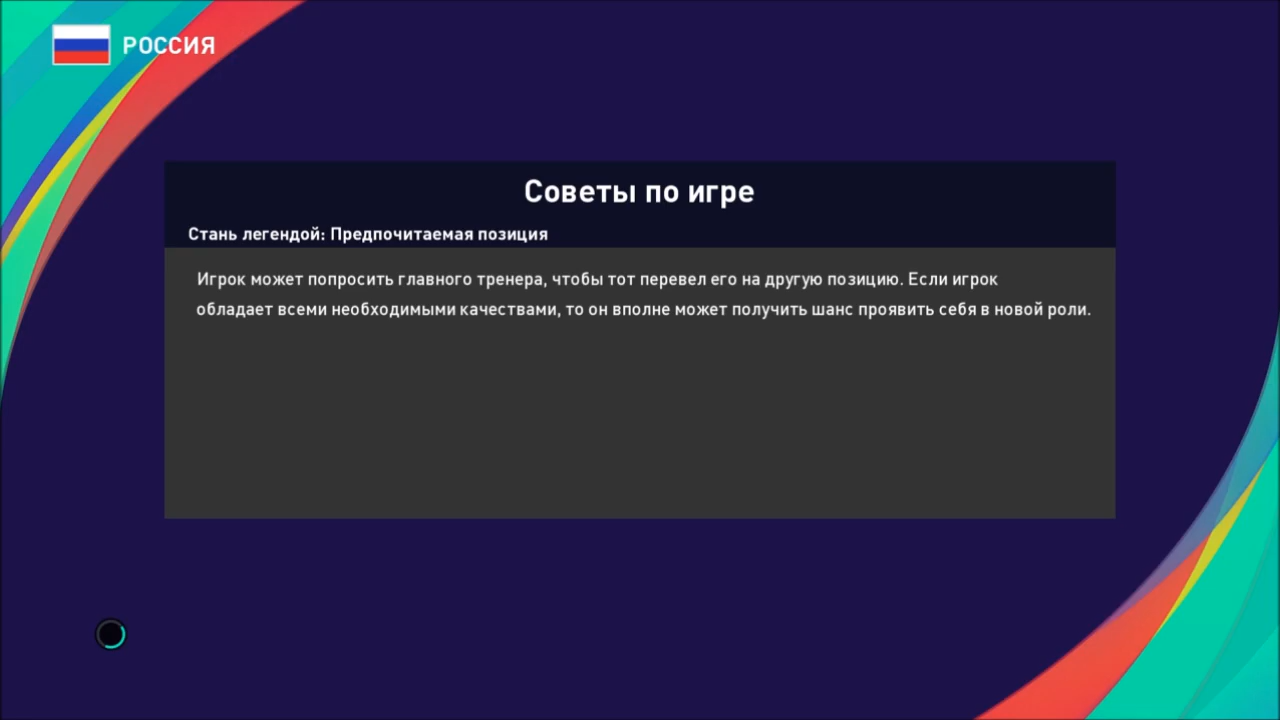 РОССИЯ
Советы по игре
Стань легендой: Предпочитаемая позиция
Игрок может попросить главного тренера, чтобы тот перевел его на другую позицию. Если игрок
обладает всеми необходимыми качествами, то он вполне может получить шанс проявить себя в новой роли.